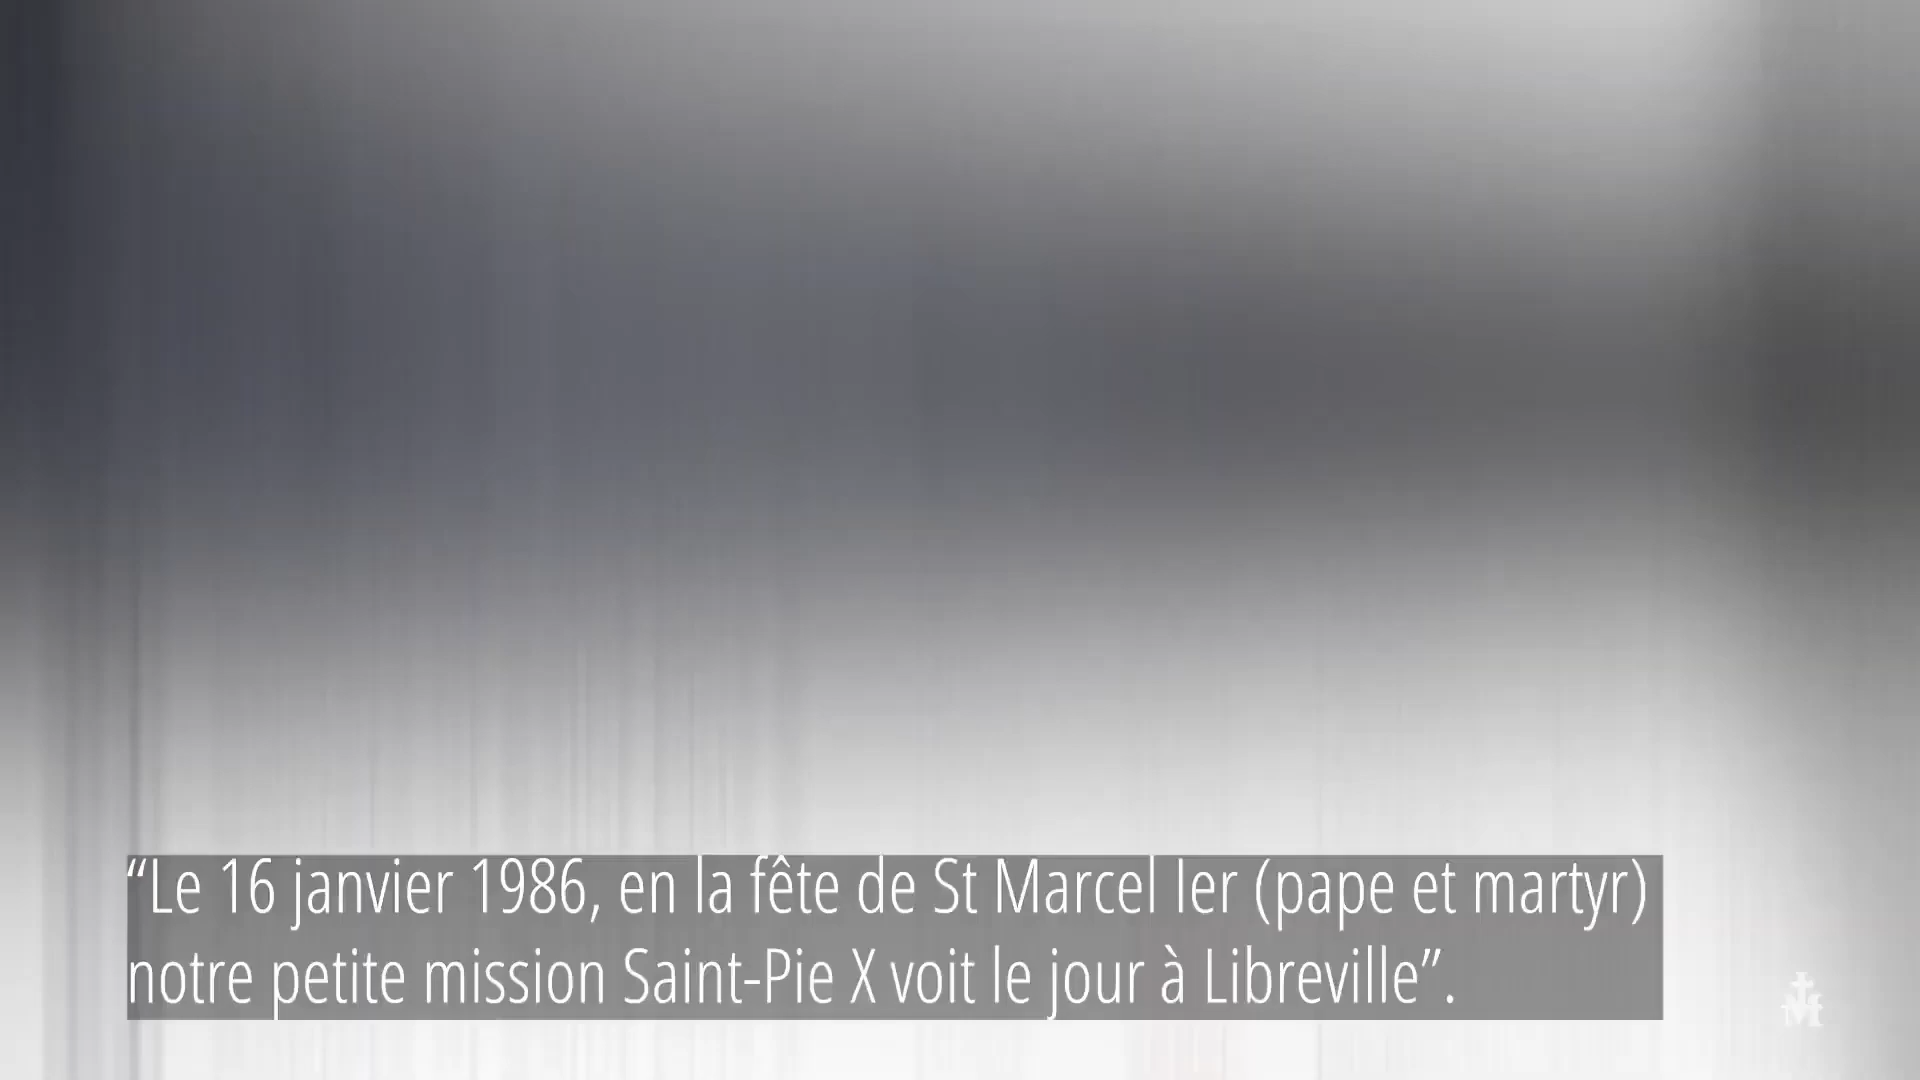 “Le 16 janvier 1986, en la fête de St Marcel Ier (pape et martyr)
notre petite mission Saint-Pie X voit le jour à Libreville”.